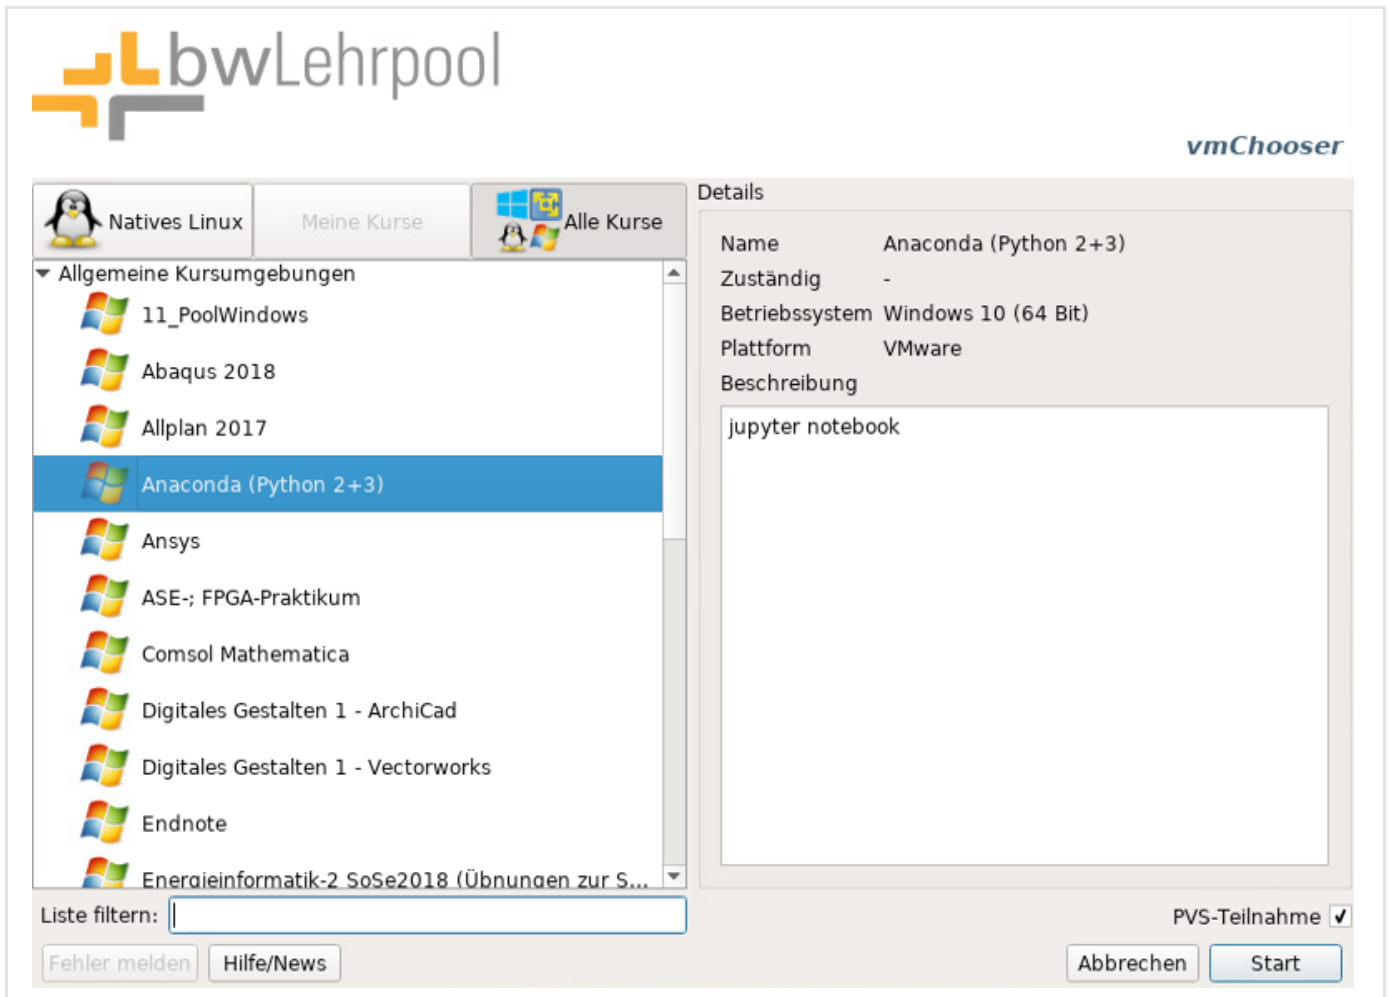 bwLehrpool
vmChooser
Natives Linux
Meine Kurse
Alle Kurse
Allgemeine Kursumgebungen
11_PoolWindows
Abaqus 2018
Allplan 2017
Anaconda (Python 2+3)
Ansys
ASE-; FPGA-Praktikum
Comsol Mathematica
Digitales Gestalten 1 - ArchiCad
Digitales Gestalten 1 - Vectorworks
Endnote
Energieinformatik-2 SoSe2018 (Übnungen zur S...
Liste filtern:
Fehler melden
Hilfe/News
Details
Name Anaconda (Python 2+3)
Zuständig -
Betriebssystem Windows 10 (64 Bit)
Plattform VMware
Beschreibung
jupyter notebook
PVS-Teilnahme
Abbrechen
Start